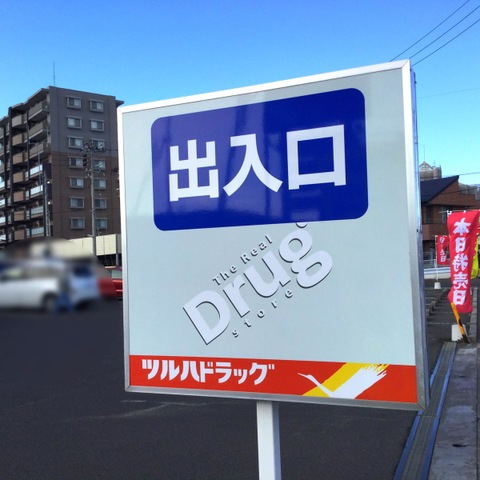 出入口
The Real
Drug
store
ツルハドラッグ
本日特売日